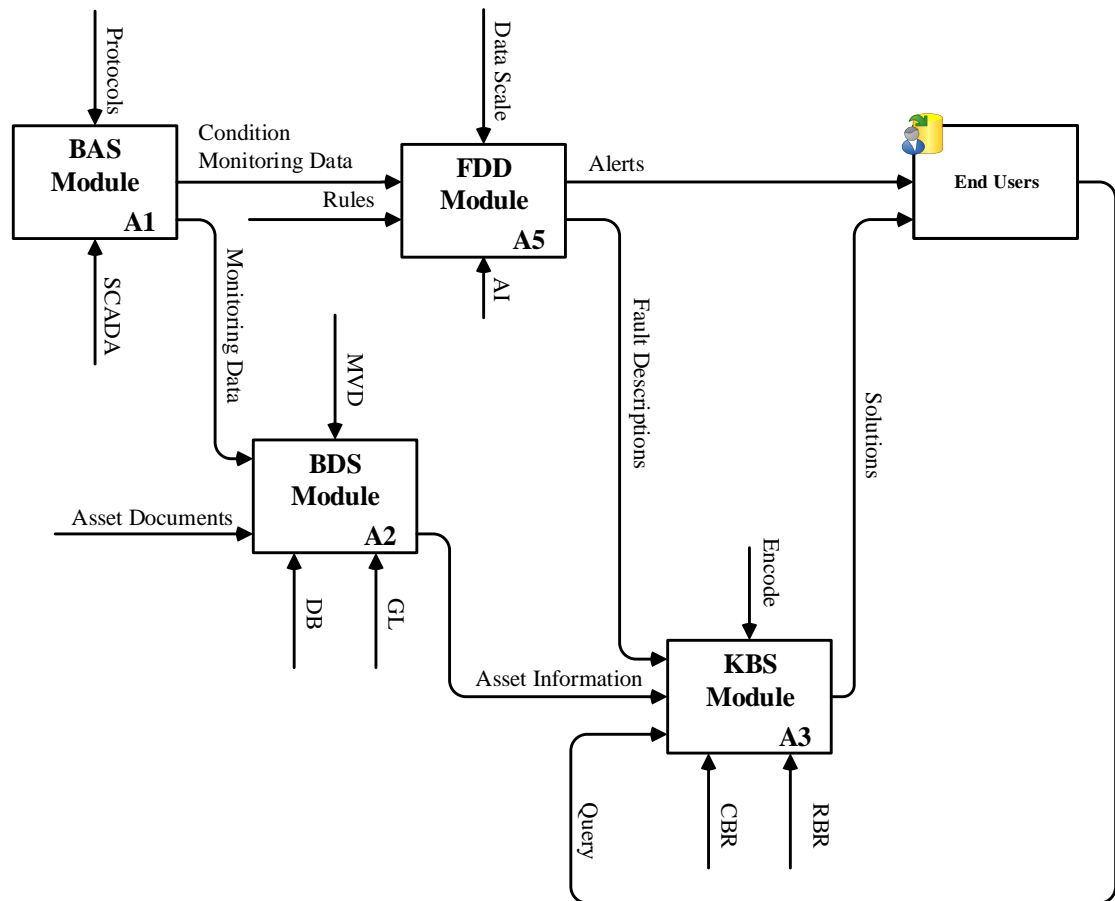 Protocols
Data Scale
BAS
Module
A1
Condition
Monitoring Data
FDD
Module
A5
Alerts
End Users
Rules
SCADA
Monitoring Data
AI
MVD
Fault Descriptions
Solutions
BDS
Module
A2
Asset Documents
DB
GL
Encode
Asset Information
KBS
Module
A3
Query
CBR
RBR